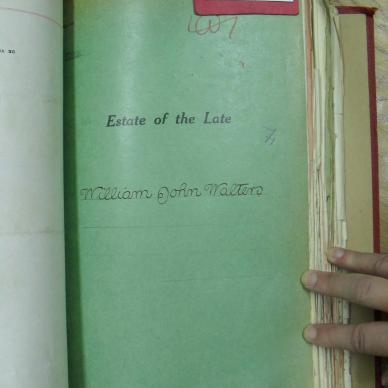 Estate of the Late
William John Walters